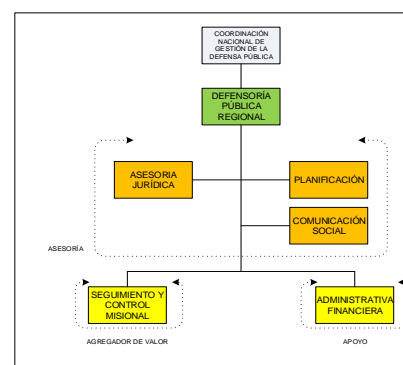 COORDINACIÓN
NACIONAL DE
GESTIÓN DE LA
DEFENSA PÚBLICA
DEFENSORÍA
PÚBLICA
REGIONAL
ASESORIA
JURÍDICA
PLANIFICACIÓN
COMUNICACIÓN
SOCIAL
ASESORÍA
SEGUIMIENTO Y
CONTROL
MISIONAL
ADMINISTRATIVA
FINANCIERA
AGREGADOR DE VALOR
APOYO